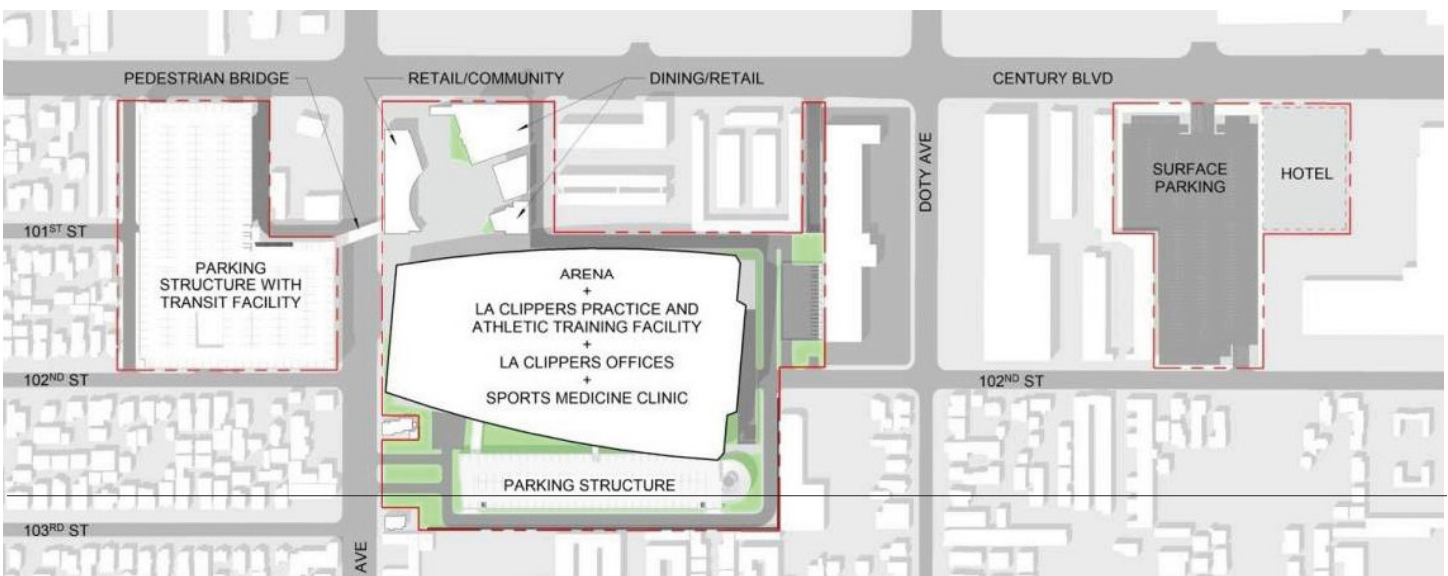 PEDESTRIAN BRIDGE
RETAIL/COMMUNITY
DINING/RETAIL
CENTURY BLVD
DOTY AVE
SURFACE
PARKING
HOTEL
101ST ST
PARKING
STRUCTURE WITH
TRANSIT FACILITY
ARENA
+
LA CLIPPERS PRACTICE AND
ATHLETIC TRAINING FACILITY
+
LA CLIPPERS OFFICES
+
SPORTS MEDICINE CLINIC
102ND ST
102ND ST
PARKING STRUCTURE
103RD ST
AVE